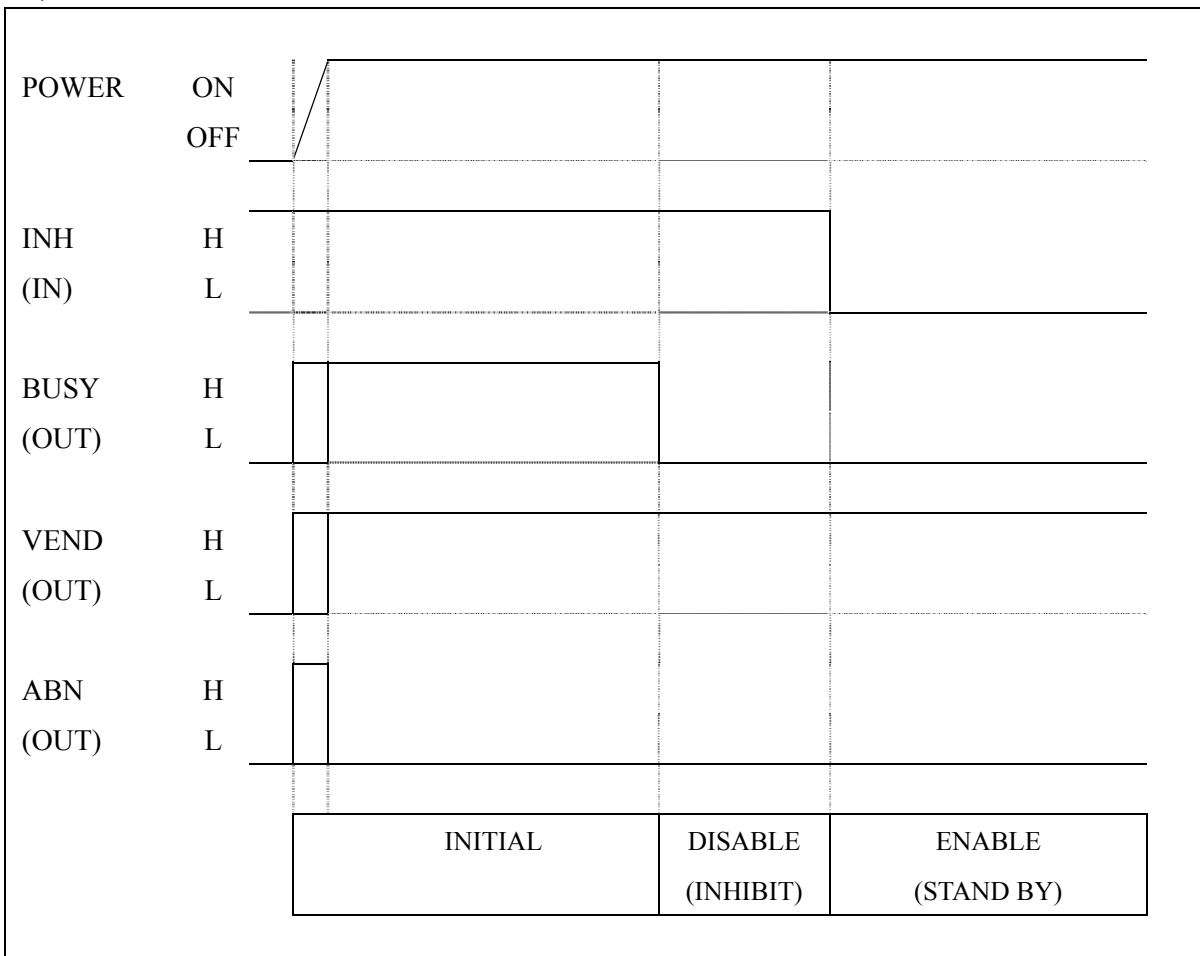 POWER ON
OFF
INH H
(IN) L
BUSY H
(OUT) L
VEND H
(OUT) L
ABN H
(OUT) L
INITIAL DISABLE ENABLE
(INHIBIT) (STAND BY)